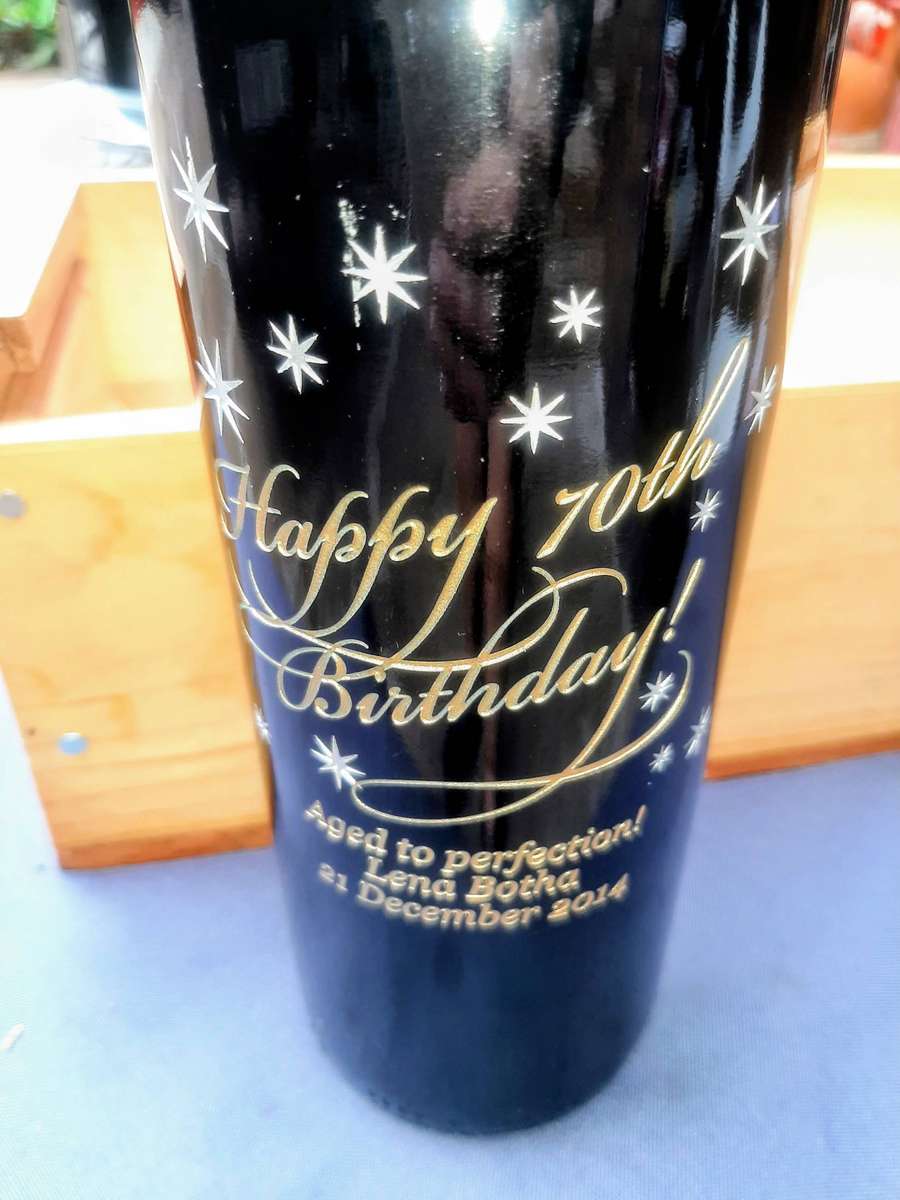 Happy 70th
Birthday!
Aged to perfection!
Lena Botha
21 December 2014